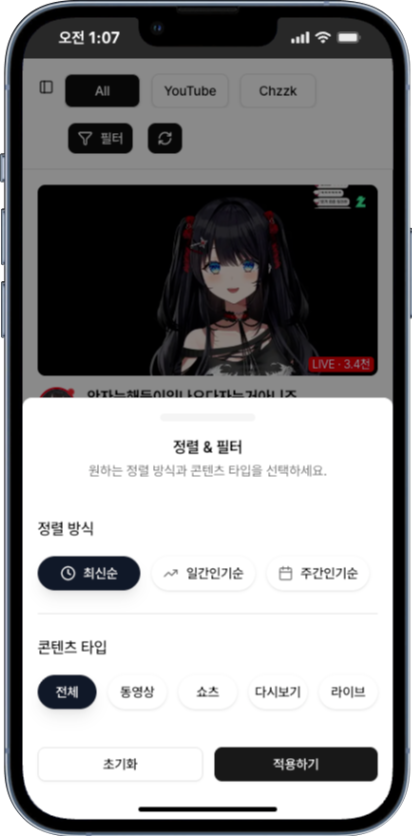 오전 1:07
All
YouTube
Chzzk
필터
LIVE · 3.4천
정렬 & 필터
원하는 정렬 방식과 콘텐츠 타입을 선택하세요.
정렬 방식
최신순
일간인기순
주간인기순
콘텐츠 타입
전체
동영상
쇼츠
다시보기
라이브
초기화
적용하기